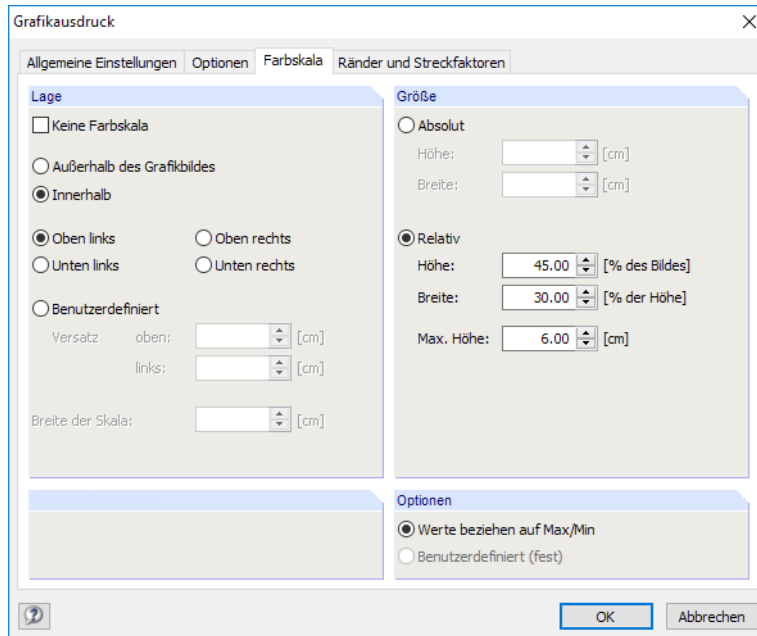 Grafikausdruck
Allgemeine Einstellungen Optionen Farbskala Ränder und Streckfaktoren
Lage
Keine Farbskala
Außerhalb des Grafikbildes
Innerhalb
Oben links Oben rechts
Unten links Unten rechts
Benutzerdefiniert
Versatz oben: [cm]
links: [cm]
Breite der Skala: [cm]
Größe
Absolut
Höhe: [cm]
Breite: [cm]
Relativ
Höhe: 45.00 [% des Bildes]
Breite: 30.00 [% der Höhe]
Max. Höhe: 6.00 [cm]
Optionen
Werte beziehen auf Max/Min
Benutzerdefiniert (fest)
OK Abbrechen